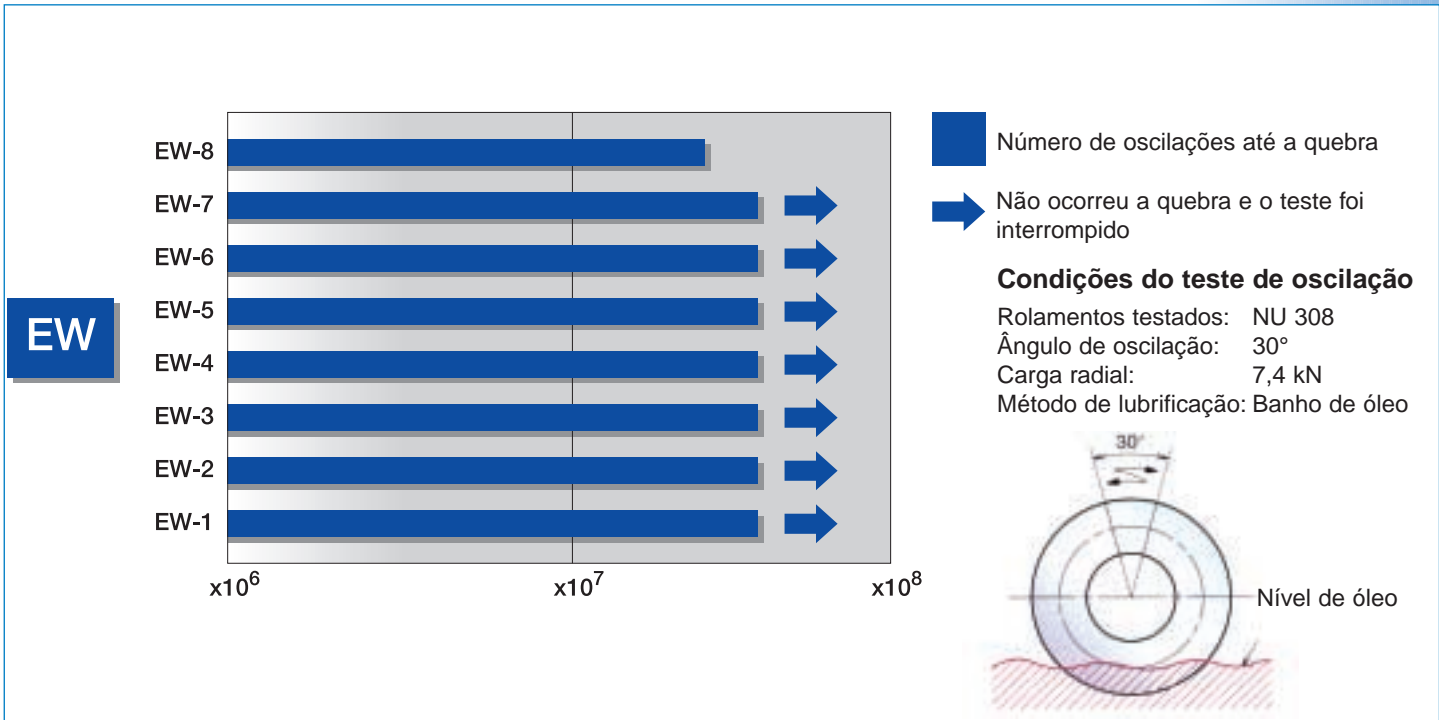 EW
EW-8
EW-7
EW-6
EW-5
EW-4
EW-3
EW-2
EW-1
x10⁶ x10⁷ x10⁸
Número de oscilações até a quebra
Não ocorreu a quebra e o teste foi
interrompido
Condições do teste de oscilação
Rolamentos testados: NU 308
Ângulo de oscilação: 30°
Carga radial: 7,4 kN
Método de lubrificação: Banho de óleo
30°
Nível de óleo